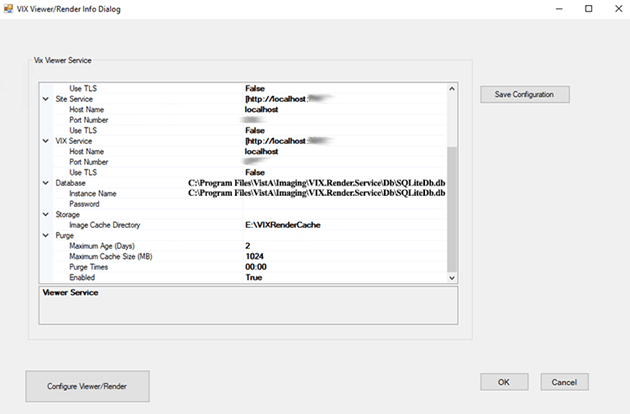 VIX Viewer/Render Info Dialog
Vix Viewer Service
Use TLS False
Site Service [http://localhost:
Host Name localhost
Port Number
Use TLS False
VIX Service [http://localhost:
Host Name localhost
Port Number
Use TLS False
Database C:\Program Files\VistA\Imaging\VIX.Render.Service\Db\SQLiteDb.db
Instance Name C:\Program Files\VistA\Imaging\VIX.Render.Service\Db\SQLiteDb.db
Password
Storage
Image Cache Directory E:\VIXRenderCache
Purge
Maximum Age (Days) 2
Maximum Cache Size (MB) 1024
Purge Times 00:00
Enabled True
Viewer Service
Save Configuration
Configure Viewer/Render
OK
Cancel